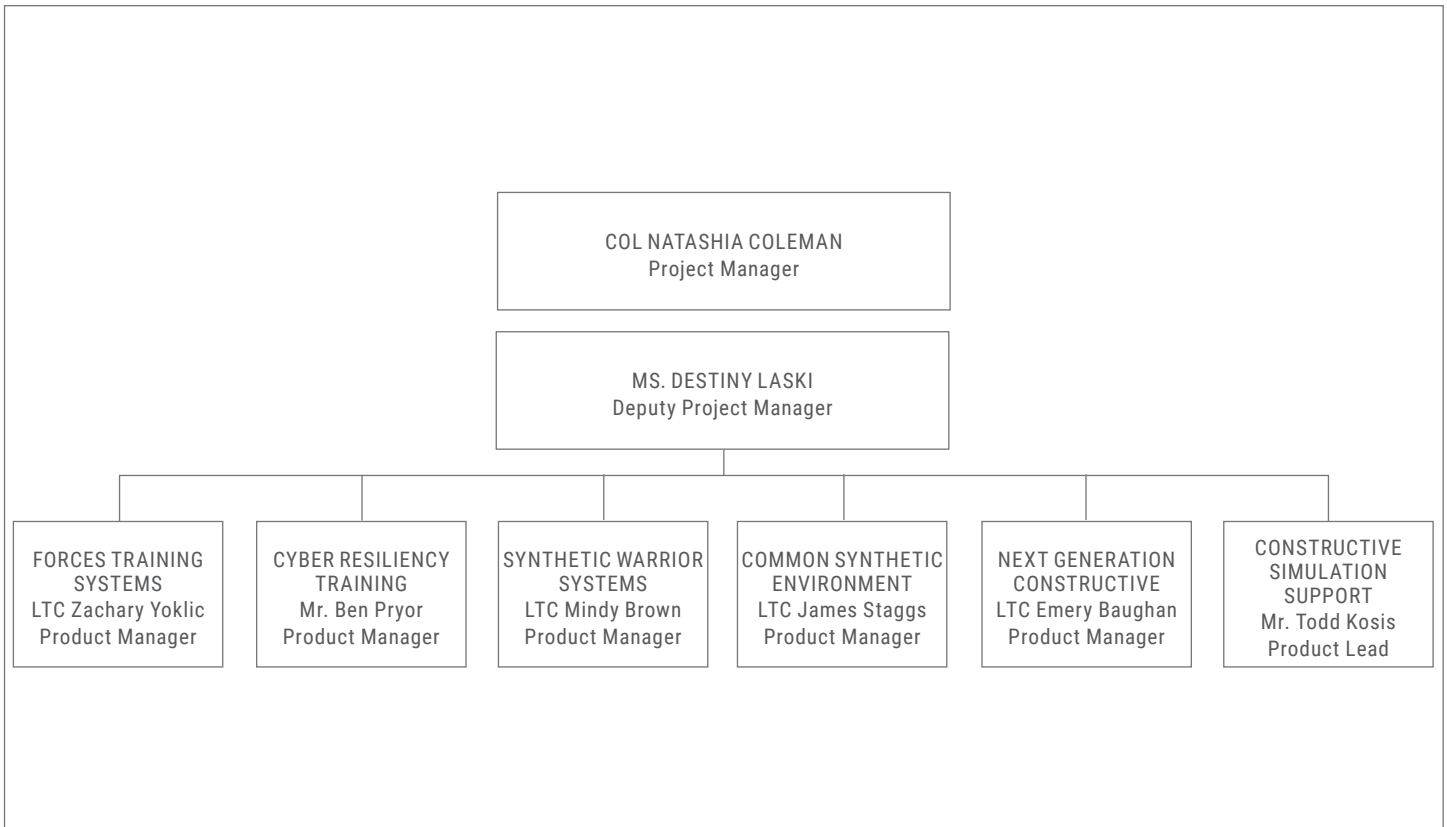 COL NATASHIA COLEMAN
Project Manager
MS. DESTINY LASKI
Deputy Project Manager
FORCES TRAINING
SYSTEMS
LTC Zachary Yoklic
Product Manager
CYBER RESILIENCY
TRAINING
Mr. Ben Pryor
Product Manager
SYNTHETIC WARRIOR
SYSTEMS
LTC Mindy Brown
Product Manager
COMMON SYNTHETIC
ENVIRONMENT
LTC James Staggs
Product Manager
NEXT GENERATION
CONSTRUCTIVE
LTC Emery Baughan
Product Manager
CONSTRUCTIVE
SIMULATION
SUPPORT
Mr. Todd Kosis
Product Lead